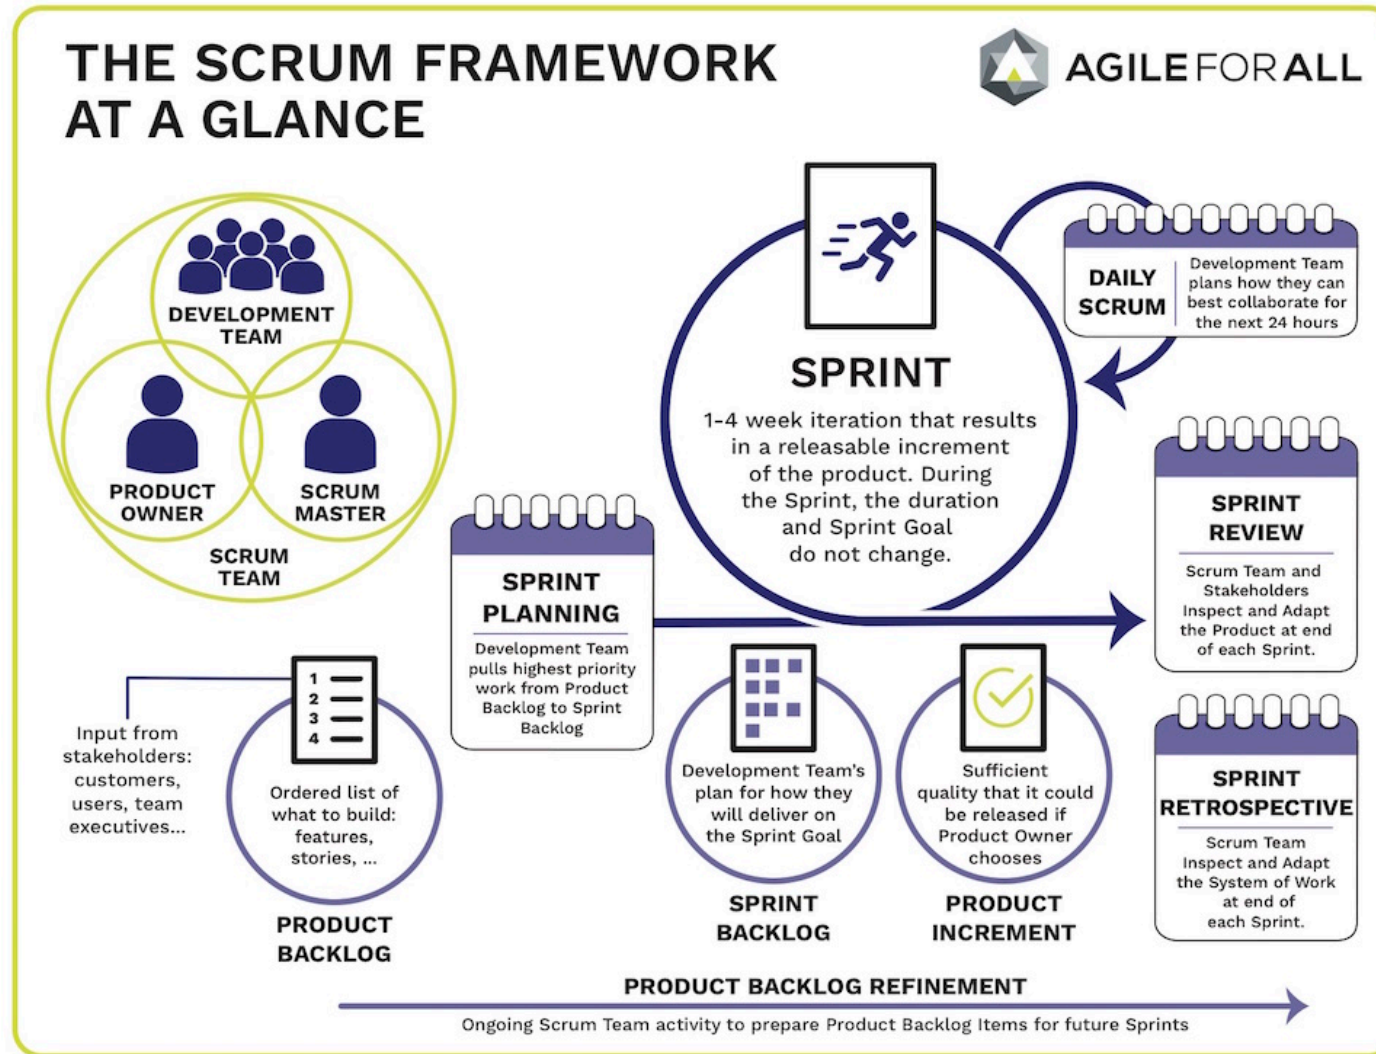 THE SCRUM FRAMEWORK
AT A GLANCE
AGILE FOR ALL
DEVELOPMENT
TEAM
PRODUCT
OWNER
SCRUM
MASTER
SCRUM
TEAM
SPRINT
1-4 week iteration that results
in a releasable increment
of the product. During
the Sprint, the duration
and Sprint Goal
do not change.
DAILY
SCRUM
Development Team
plans how they can
best collaborate for
the next 24 hours
SPRINT
PLANNING
Development Team
pulls highest priority
work from Product
Backlog to Sprint
Backlog
SPRINT
REVIEW
Scrum Team and
Stakeholders
Inspect and Adapt
the Product at end
of each Sprint.
Input from
stakeholders:
customers,
users, team
executives...
1
2
3
4
Ordered list of
what to build:
features,
stories, ...
PRODUCT
BACKLOG
Development Team's
plan for how they
will deliver on
the Sprint Goal
SPRINT
BACKLOG
Sufficient
quality that it could
be released if
Product Owner
chooses
PRODUCT
INCREMENT
SPRINT
RETROSPECTIVE
Scrum Team
Inspect and Adapt
the System of Work
at end of
each Sprint.
PRODUCT BACKLOG REFINEMENT
Ongoing Scrum Team activity to prepare Product Backlog Items for future Sprints